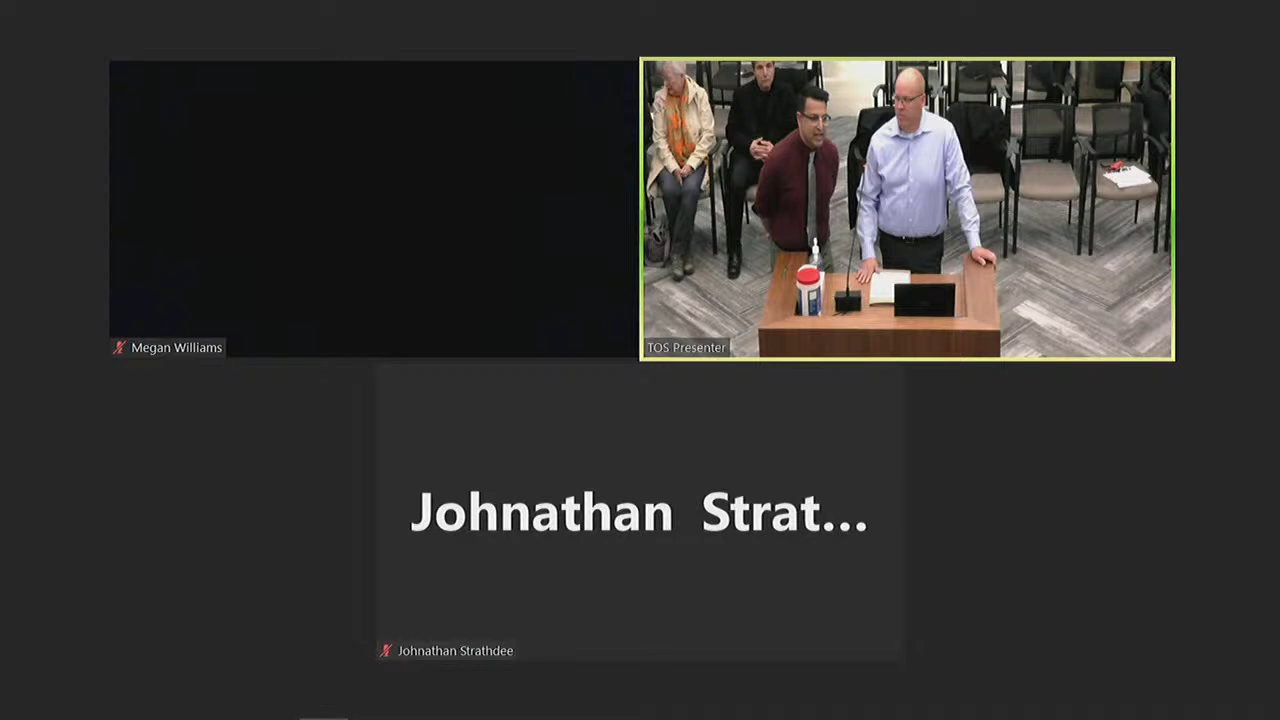 Megan Williams
TOS Presenter
Johnathan Strat...
Johnathan Strathdee